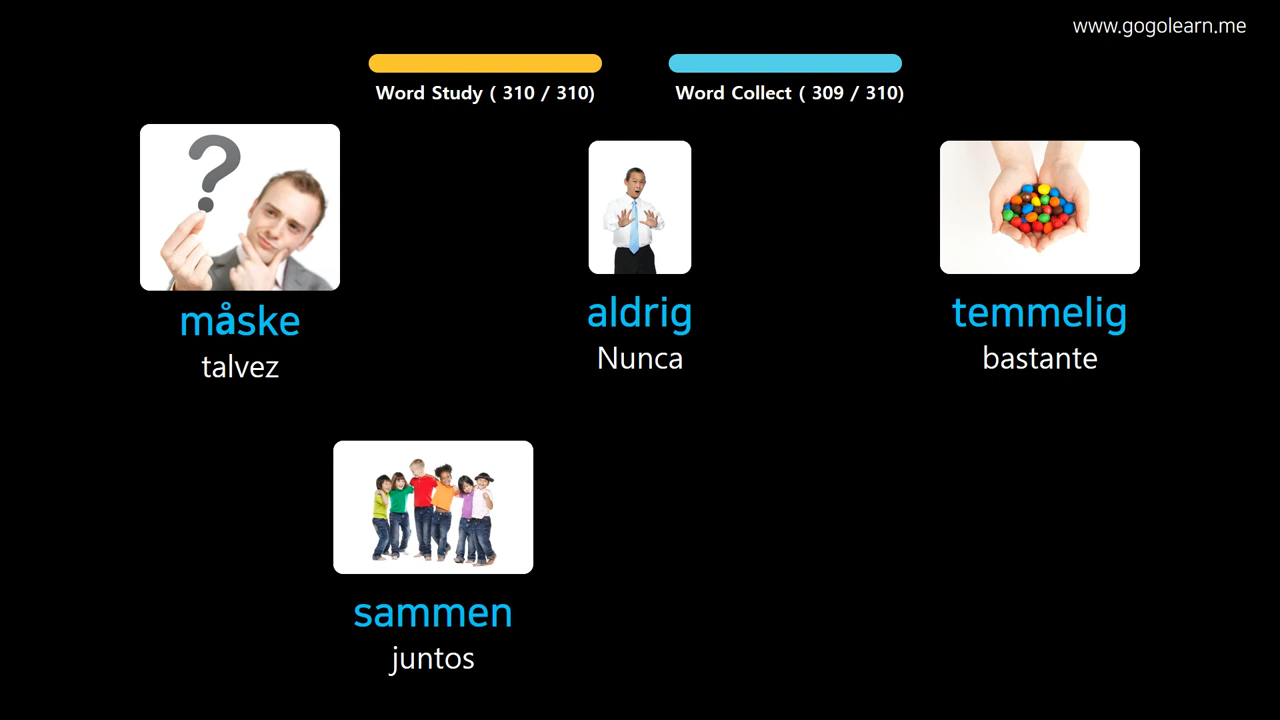 www.gogolearn.me
Word Study ( 310 / 310)
Word Collect ( 309 / 310)
måske
talvez
aldrig
Nunca
temmelig
bastante
sammen
juntos